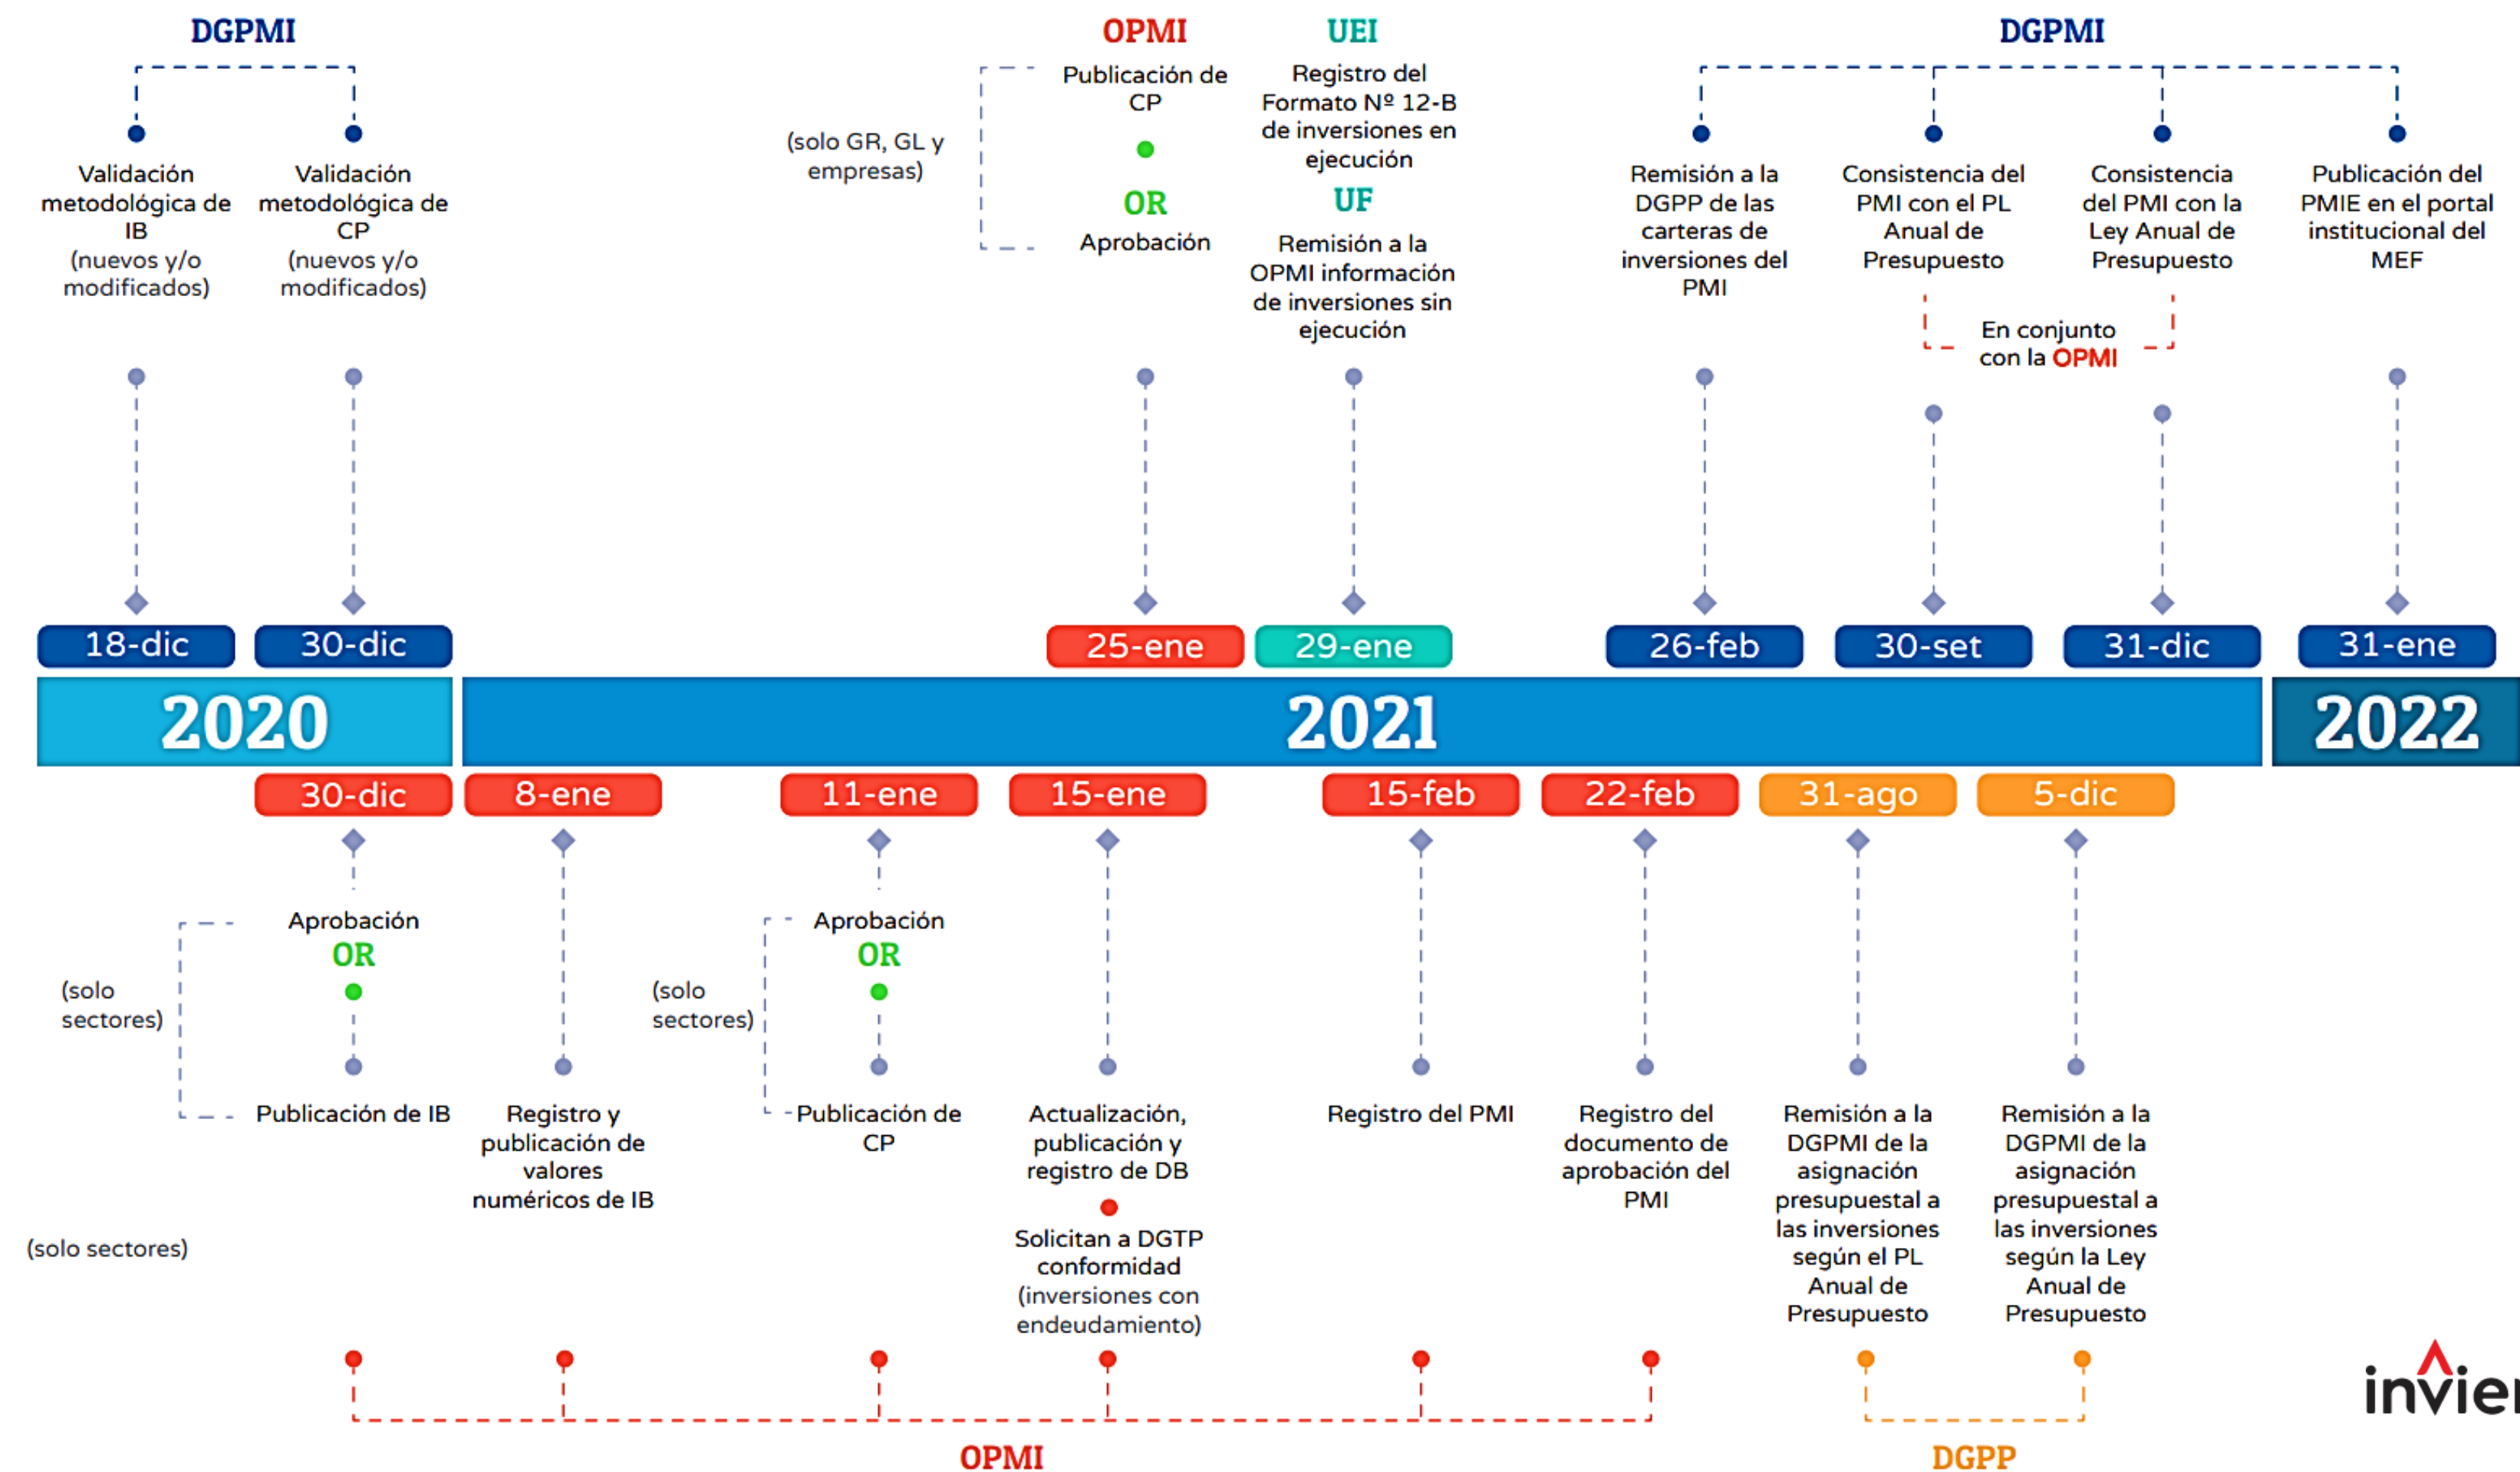 DGPMI
Validación
metodológica de
IB
(nuevos y/o
modificados)
Validación
metodológica de
CP
(nuevos y/o
modificados)
(solo GR, GL y
empresas)
OPMI
Publicación de
CP
OR
Aprobación
UEI
Registro del
Formato Nº 12-B
de inversiones en
ejecución
UF
Remisión a la
OPMI información
de inversiones sin
ejecución
DGPMI
Remisión a la
DGPP de las
carteras de
inversiones del
PMI
Consistencia del
PMI con el PL
Anual de
Presupuesto
Consistencia
del PMI con la
Ley Anual de
Presupuesto
En conjunto
con la OPMI
Publicación del
PMIE en el portal
institucional del
MEF
18-dic
30-dic
25-ene
29-ene
26-feb
30-set
31-dic
31-ene
2020
2021
2022
30-dic
8-ene
11-ene
15-ene
15-feb
22-feb
31-ago
5-dic
(solo
sectores)
Aprobación
OR
Publicación de IB
(solo sectores)
Registro y
publicación de
valores
numéricos de IB
(solo
sectores)
Aprobación
OR
Publicación de
CP
Actualización,
publicación y
registro de DB
Solicitan a DGTP
conformidad
(inversiones con
endeudamiento)
Registro del PMI
Registro del
documento de
aprobación del
PMI
Remisión a la
DGPMI de la
asignación
presupuestal a
las inversiones
según el PL
Anual de
Presupuesto
Remisión a la
DGPMI de la
asignación
presupuestal a
las inversiones
según la Ley
Anual de
Presupuesto
OPMI
DGPP